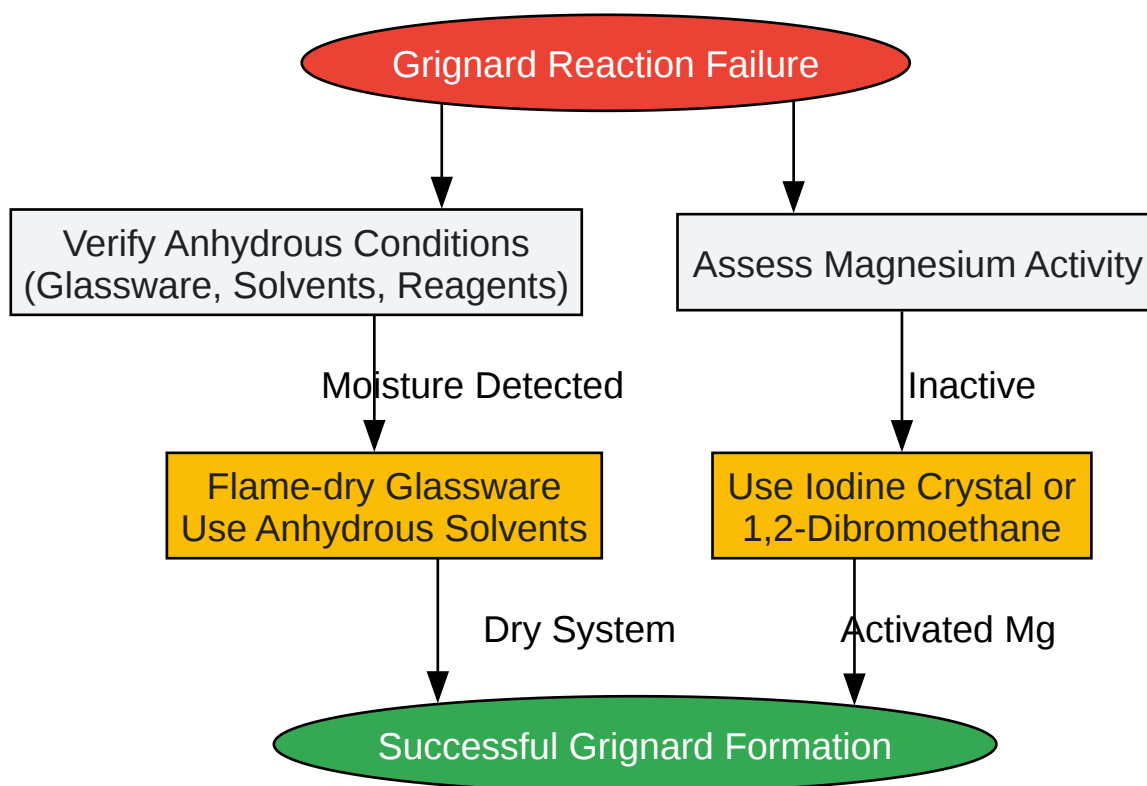 Grignard Reaction Failure
Verify Anhydrous Conditions
(Glassware, Solvents, Reagents)
Assess Magnesium Activity
Moisture Detected
Inactive
Flame-dry Glassware
Use Anhydrous Solvents
Use Iodine Crystal or
1,2-Dibromoethane
Dry System
Activated Mg
Successful Grignard Formation